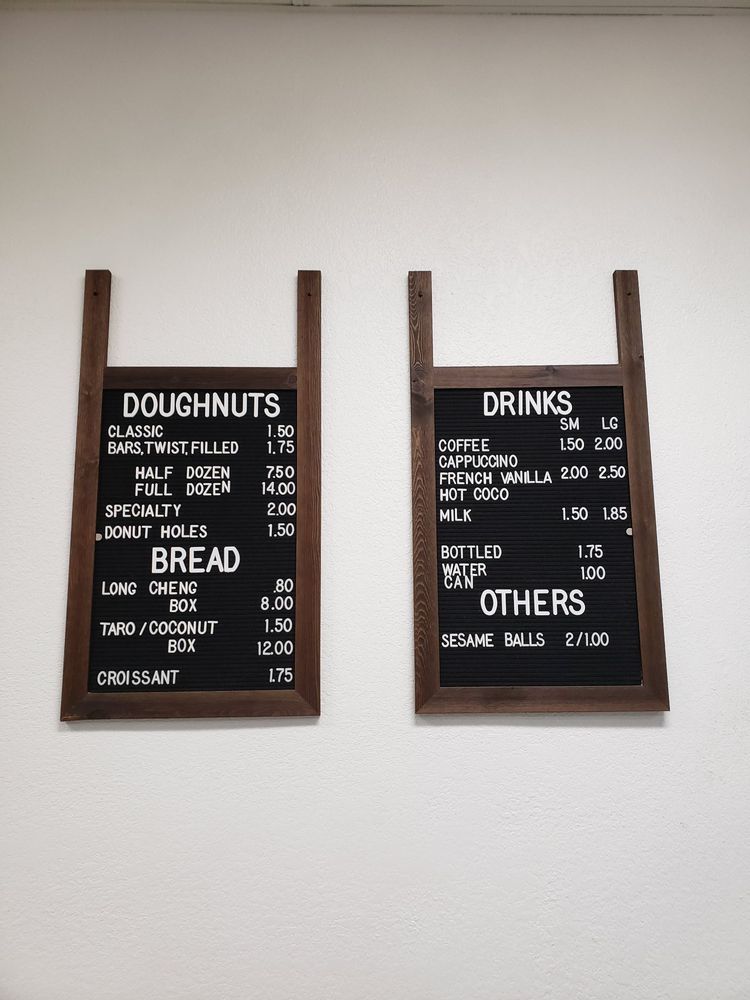 DOUGHNUTS
CLASSIC 1.50
BARS,TWIST,FILLED 1.75
HALF DOZEN 7.50
FULL DOZEN 14.00
SPECIALTY 2.00
DONUT HOLES 1.50
BREAD
LONG CHENG .80
BOX 8.00
TARO/COCONUT 1.50
BOX 12.00
CROISSANT 1.75
DRINKS
SM LG
COFFEE 1.50 2.00
CAPPUCCINO
FRENCH VANILLA 2.00 2.50
HOT COCO
MILK 1.50 1.85
BOTTLED 1.75
WATER
CAN 1.00
OTHERS
SESAME BALLS 2/1.00